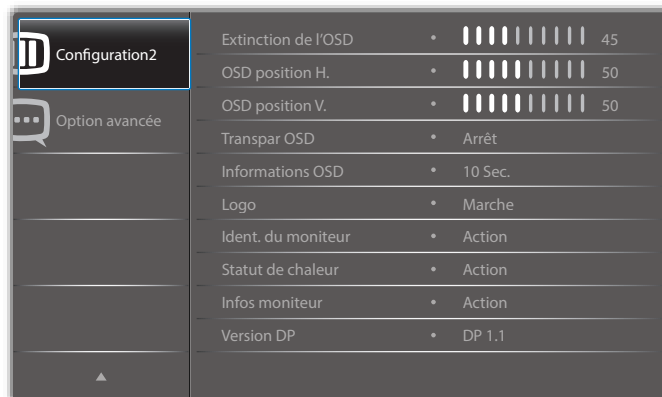 Configuration2
Option avancée
Extinction de l’OSD • 45
OSD position H. • 50
OSD position V. • 50
Transpar OSD • Arrêt
Informations OSD • 10 Sec.
Logo • Marche
Ident. du moniteur • Action
Statut de chaleur • Action
Infos moniteur • Action
Version DP • DP 1.1